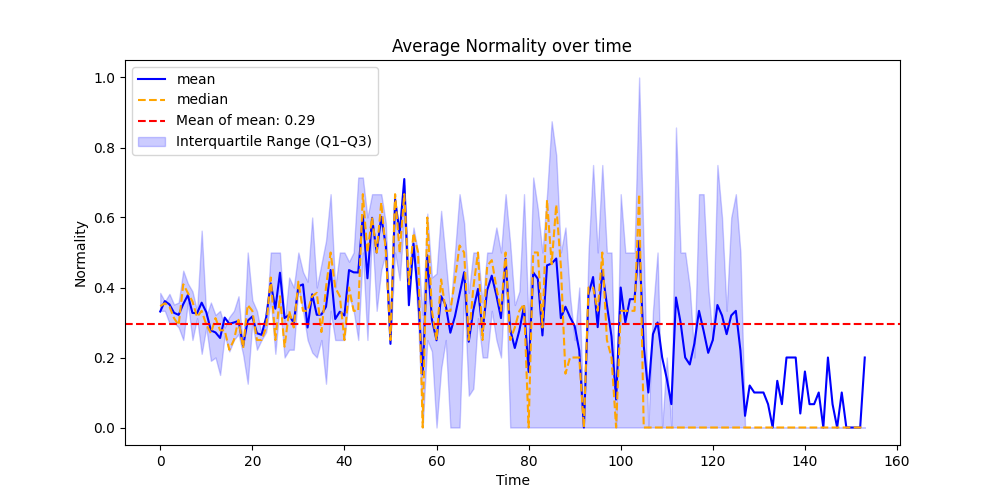 Average Normality over time
mean
median
Mean of mean: 0.29
Interquartile Range (Q1–Q3)
Normality
1.0
0.8
0.6
0.4
0.2
0.0
0 20 40 60 80 100 120 140 160
Time